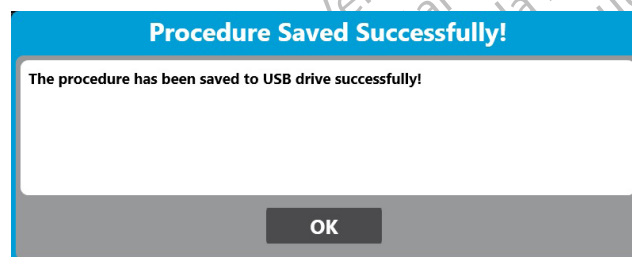 Procedure Saved Successfully!
The procedure has been saved to USB drive successfully!
OK